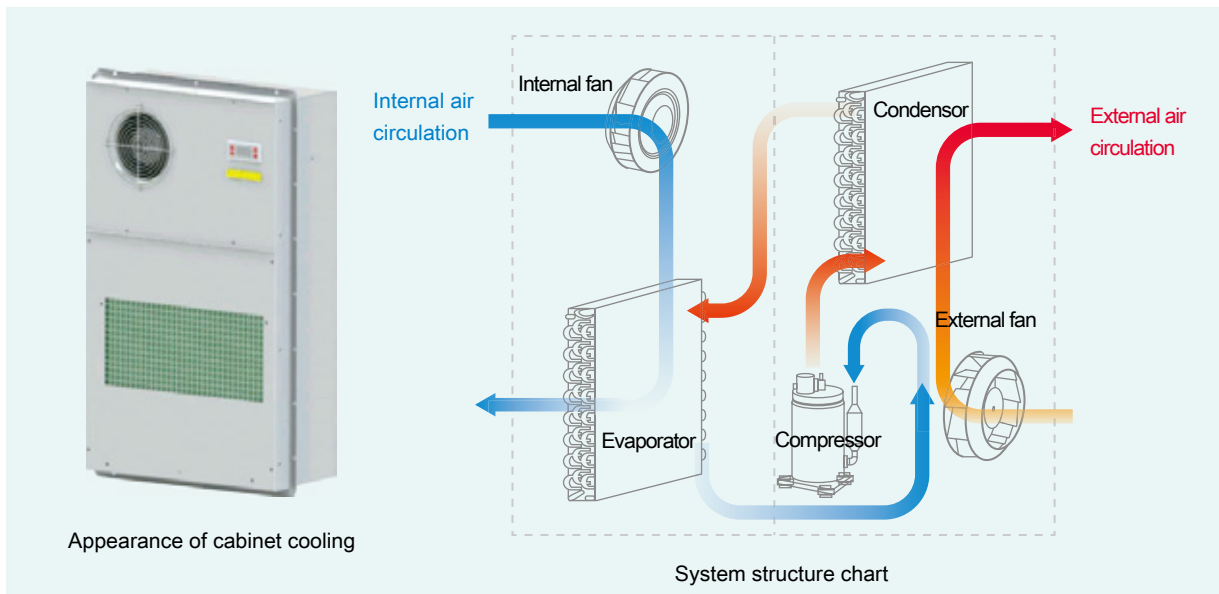 Internal fan
Internal air
circulation
Condensor
External air
circulation
External fan
Evaporator
Compressor
Appearance of cabinet cooling
System structure chart